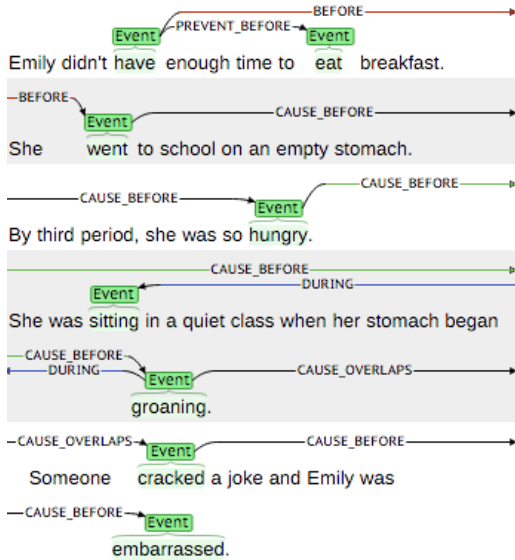 BEFORE
PREVENT_BEFORE
Event Event
Emily didn't have enough time to eat breakfast.
BEFORE CAUSE_BEFORE
Event
She went to school on an empty stomach.
CAUSE_BEFORE CAUSE_BEFORE
Event
By third period, she was so hungry.
CAUSE_BEFORE
DURING
Event
She was sitting in a quiet class when her stomach began
CAUSE_BEFORE
DURING CAUSE_OVERLAPS
Event
groaning.
CAUSE_OVERLAPS CAUSE_BEFORE
Event
Someone cracked a joke and Emily was
CAUSE_BEFORE
Event
embarrassed.